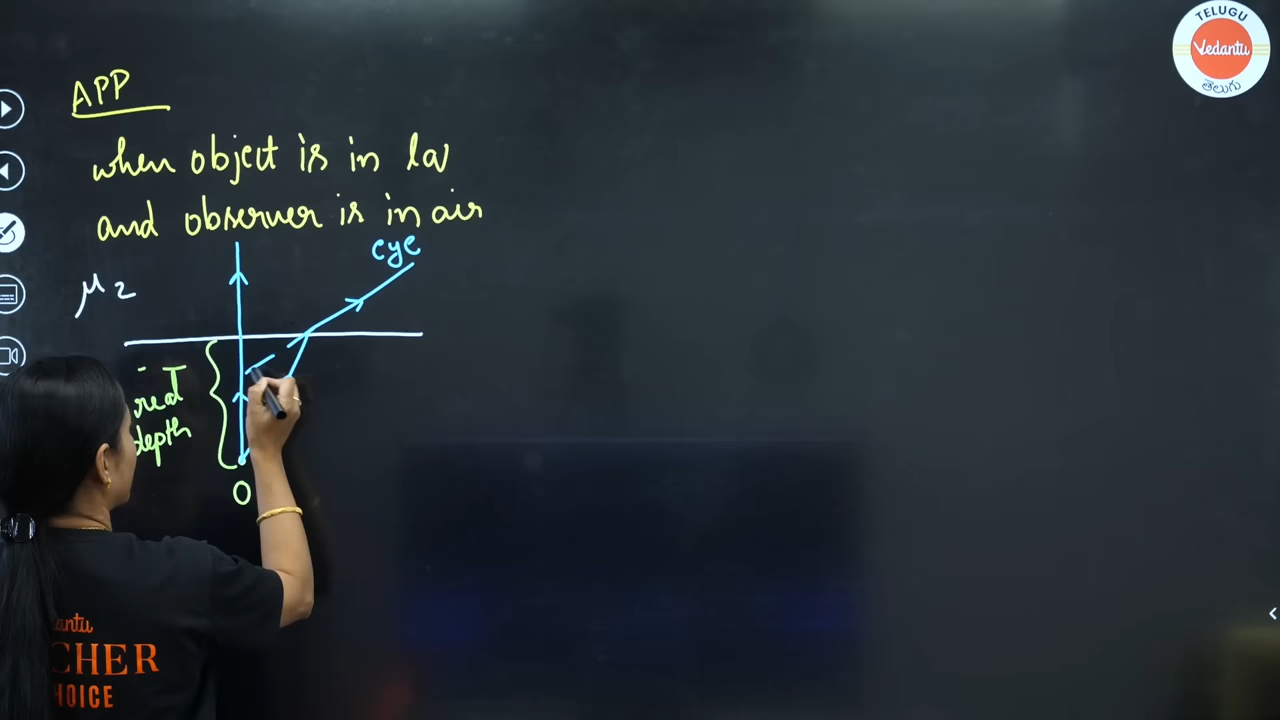 APP
when object is in la
and observer is in air
eye
μ2
real
depth
O
TELUGU
Vedantu
తెలుగు
CHER
HOICE